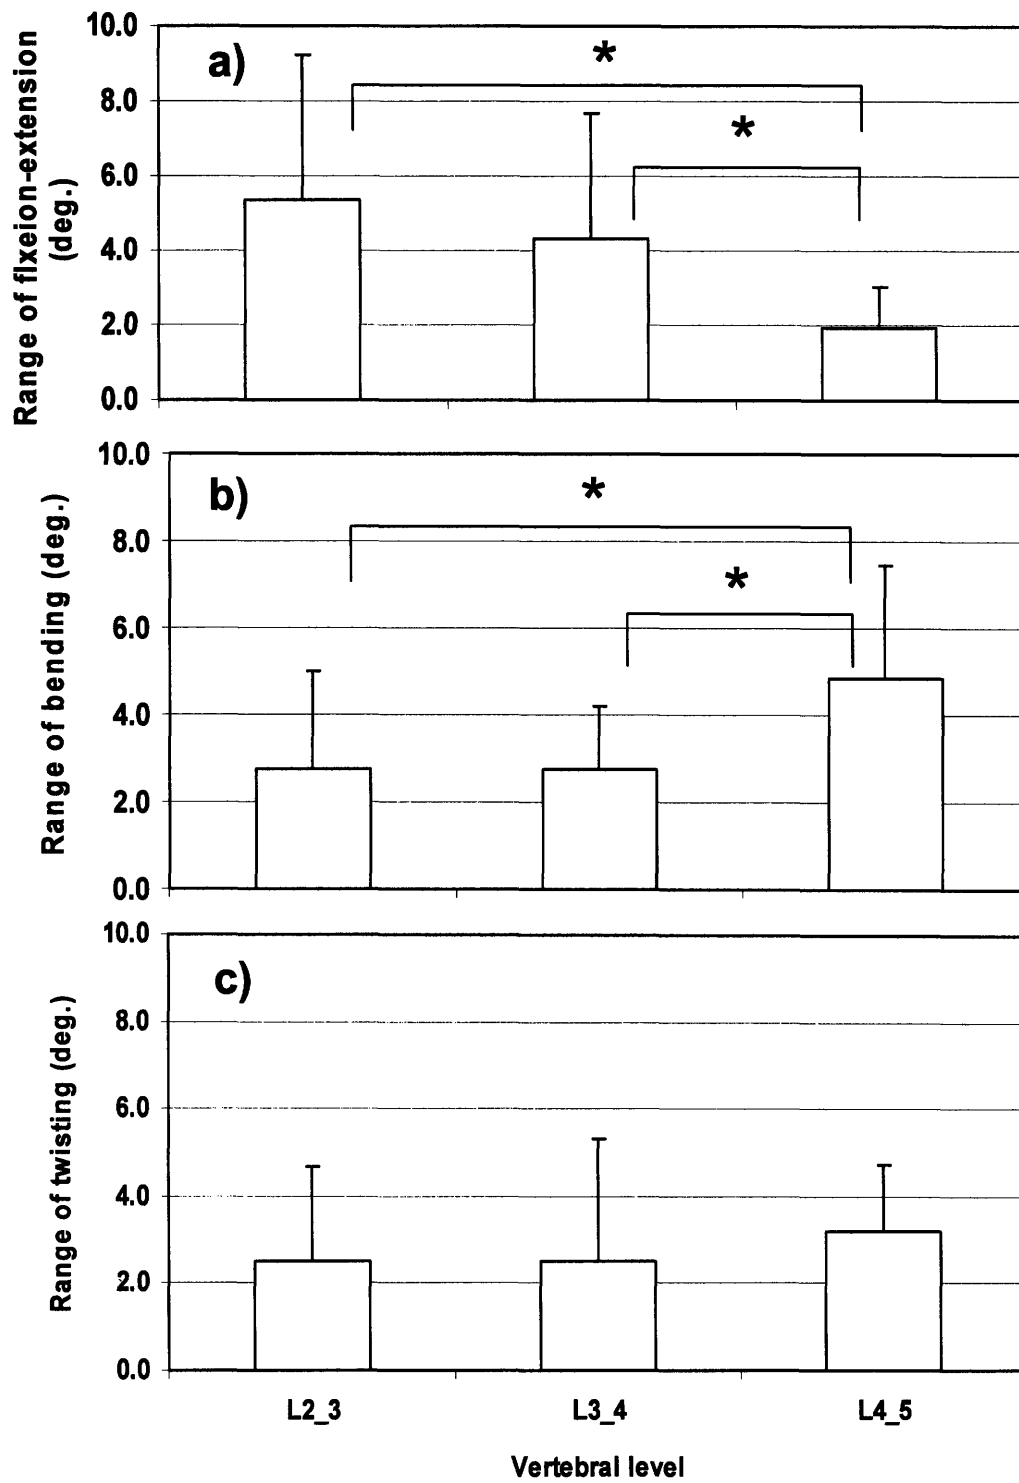 Range of flxeion-extension
(deg.)
10.0
8.0
6.0
4.0
2.0
0.0
a)
*
*
Range of bending (deg.)
10.0
8.0
6.0
4.0
2.0
0.0
b)
*
*
Range of twisting (deg.)
10.0
8.0
6.0
4.0
2.0
0.0
c)
L2_3 L3_4 L4_5
Vertebral level